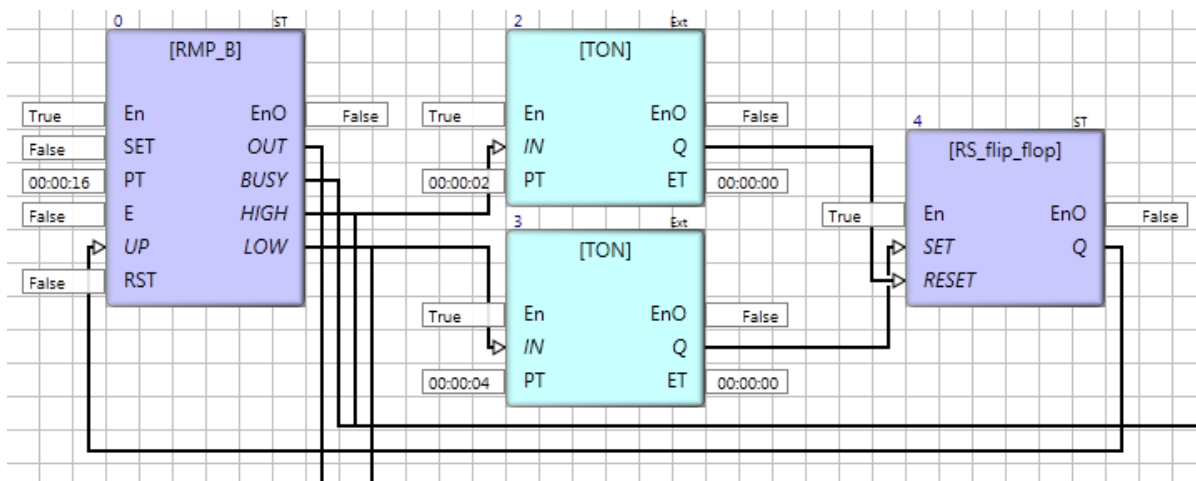 0 ST
[RMP_B]
True En EnO False
False SET OUT
00:00:16 PT BUSY
False E HIGH
UP LOW
False RST
2 Ext
[TON]
True En EnO False
IN Q
00:00:02 PT ET 00:00:00
3 Ext
[TON]
True En EnO False
IN Q
00:00:04 PT ET 00:00:00
4 ST
[RS_flip_flop]
True En EnO False
SET Q
RESET